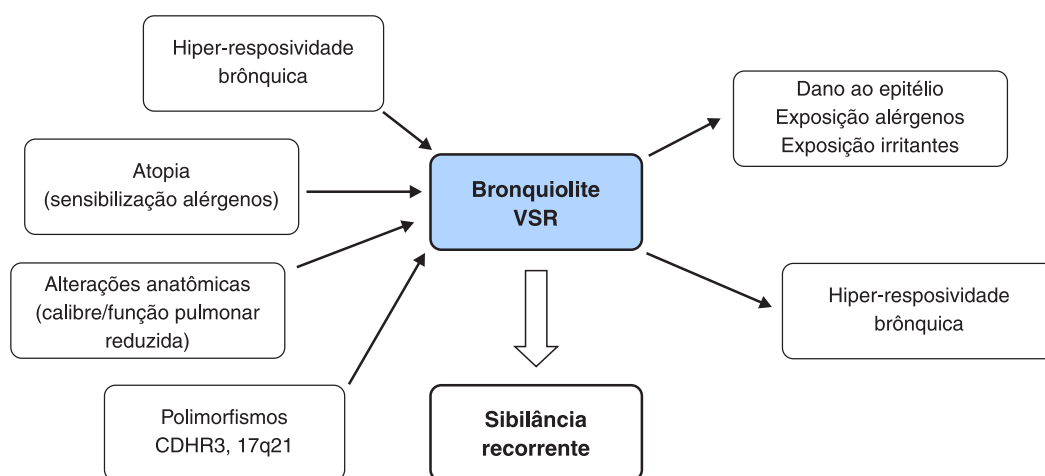 Hiper-resposividade
brônquica
Atopia
(sensibilização alérgenos)
Alterações anatômicas
(calibre/função pulmonar
reduzida)
Polimorfismos
CDHR3, 17q21
Bronquiolite
VSR
Sibilância
recorrente
Dano ao epitélio
Exposição alérgenos
Exposição irritantes
Hiper-resposividade
brônquica